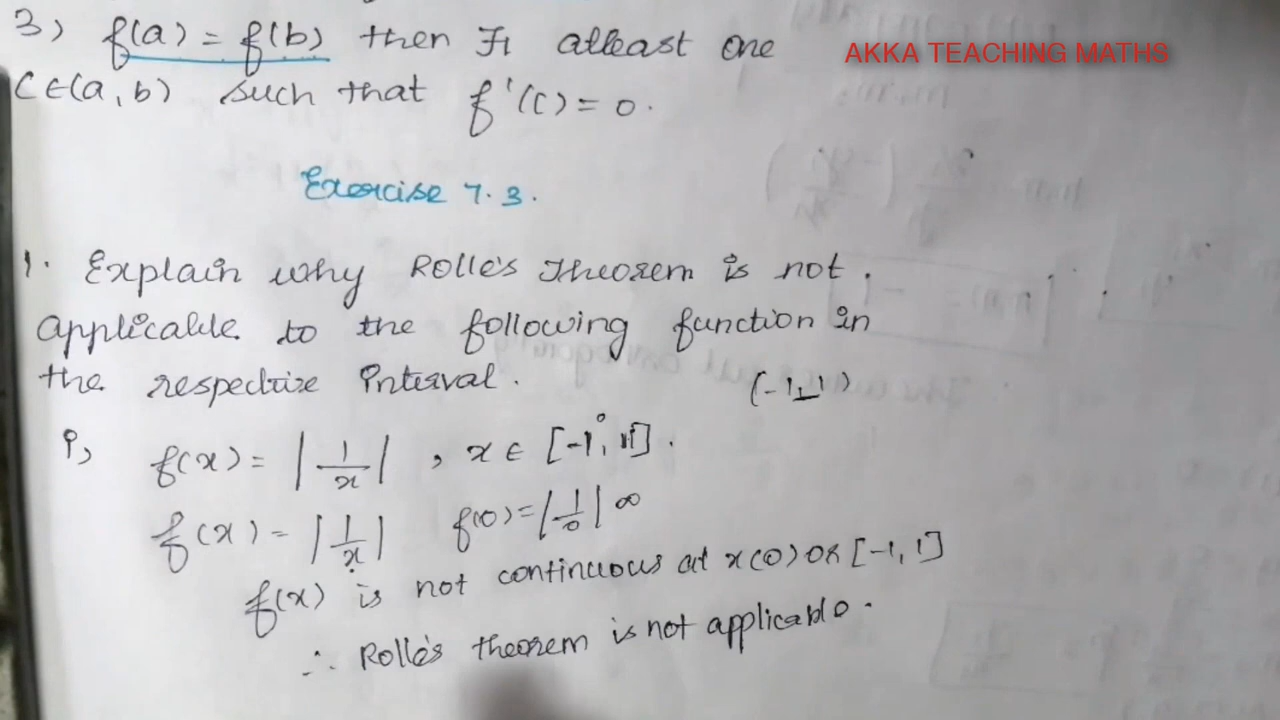 3) f(a) = f(b) then ∃ atleast one
AKKA TEACHING MATHS
C∈(a, b) such that f'(c) = 0.
Exercise 7.3.
1. Explain why Rolle's Theorem is not
applicable to the following function in
the respective interval.
(-1, 1)
i, f(x) = |1/x| , x ∈ [-1, 1].
f(x) = |1/x| f(0) = |1/0| ∞
f(x) is not continuous at x(0) on [-1, 1]
∴ Rolle's theorem is not applicable.